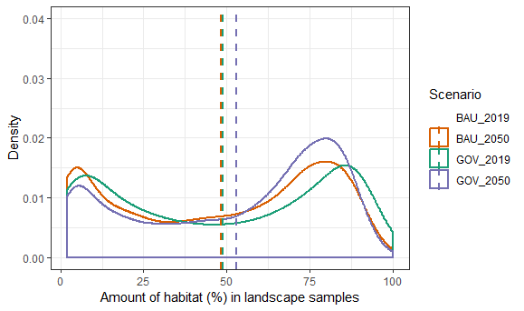 0.04
0.03
0.02
0.01
0.00
Density
0
25
50
75
100
Amount of habitat (%) in landscape samples
Scenario
BAU_2019
BAU_2050
GOV_2019
GOV_2050